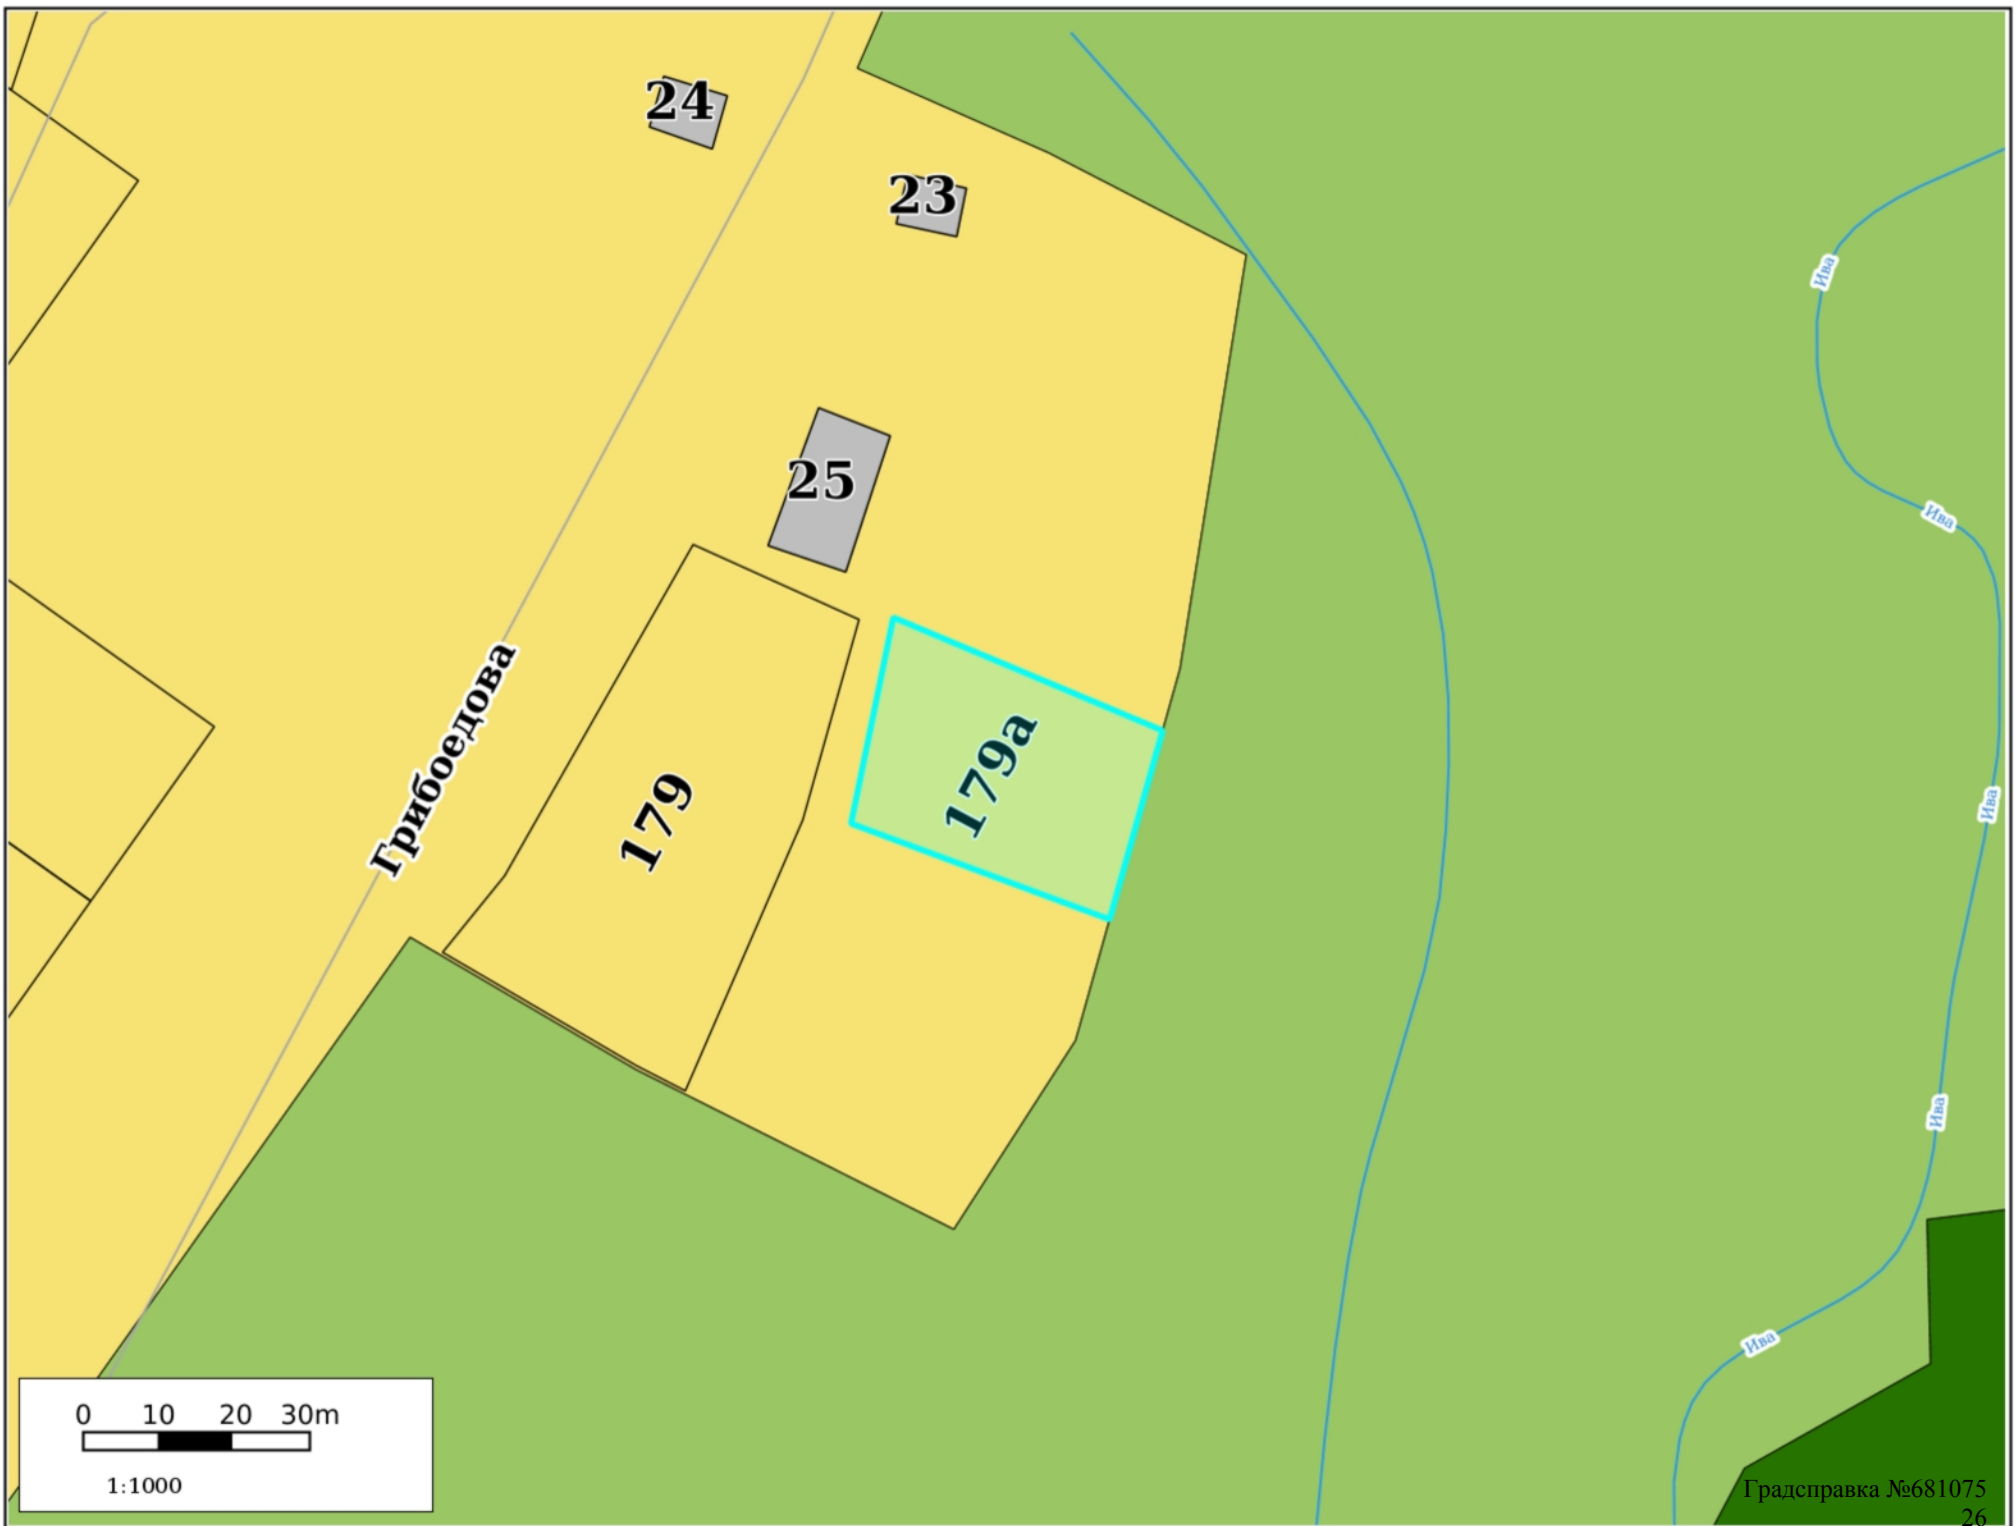 24
23
Ива
25
Ива
Грибоедова
179а
179
Ива
Ива
Ива
0 10 20 30m
1:1000
Градсправка №681075
26